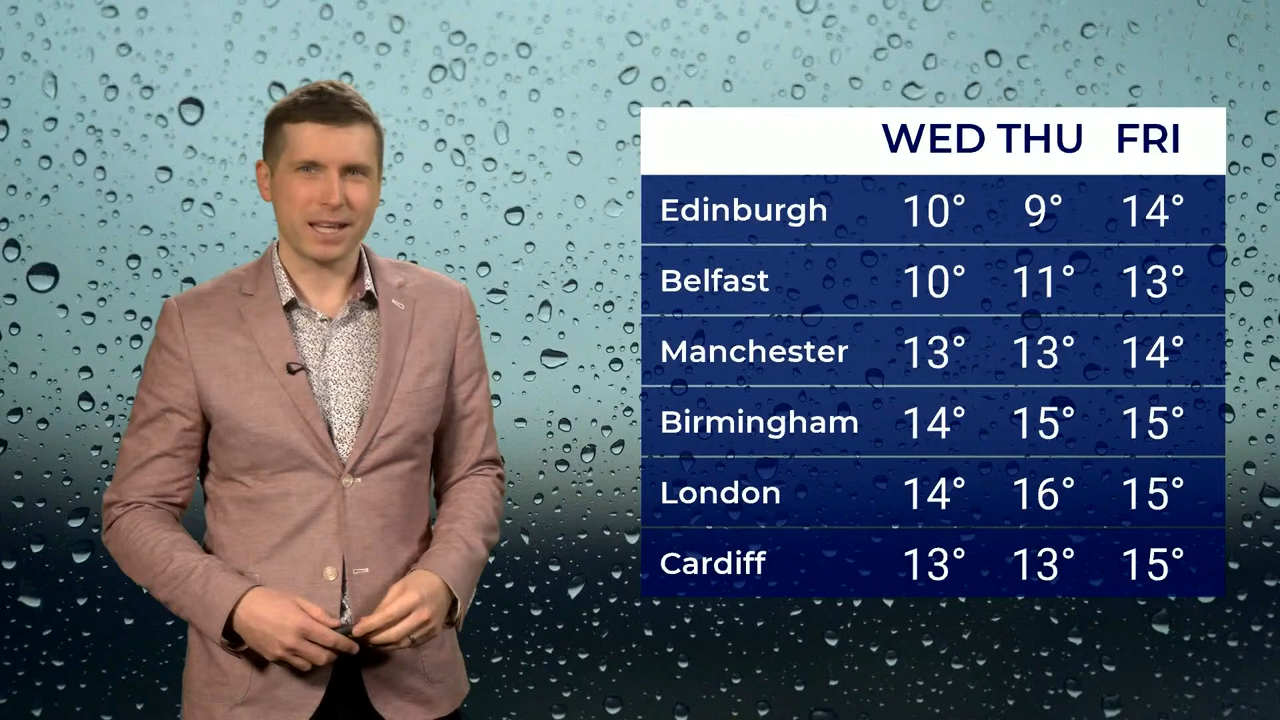 WED THU FRI
Edinburgh 10° 9° 14°
Belfast 10° 11° 13°
Manchester 13° 13° 14°
Birmingham 14° 15° 15°
London 14° 16° 15°
Cardiff 13° 13° 15°